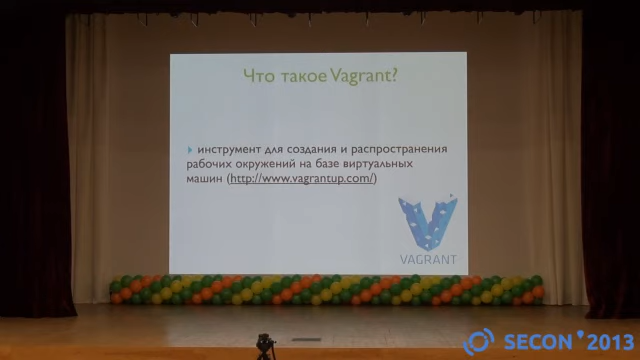 Что такое Vagrant?
инструмент для создания и распространения
рабочих окружений на базе виртуальных
машин (http://www.vagrantup.com/)
VAGRANT
SECON'2013